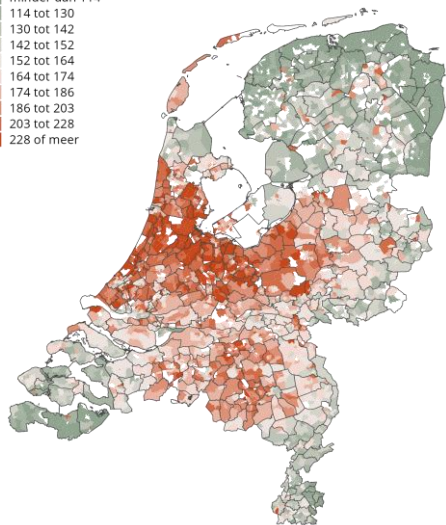 114 tot 130
130 tot 142
142 tot 152
152 tot 164
164 tot 174
174 tot 186
186 tot 203
203 tot 228
228 of meer